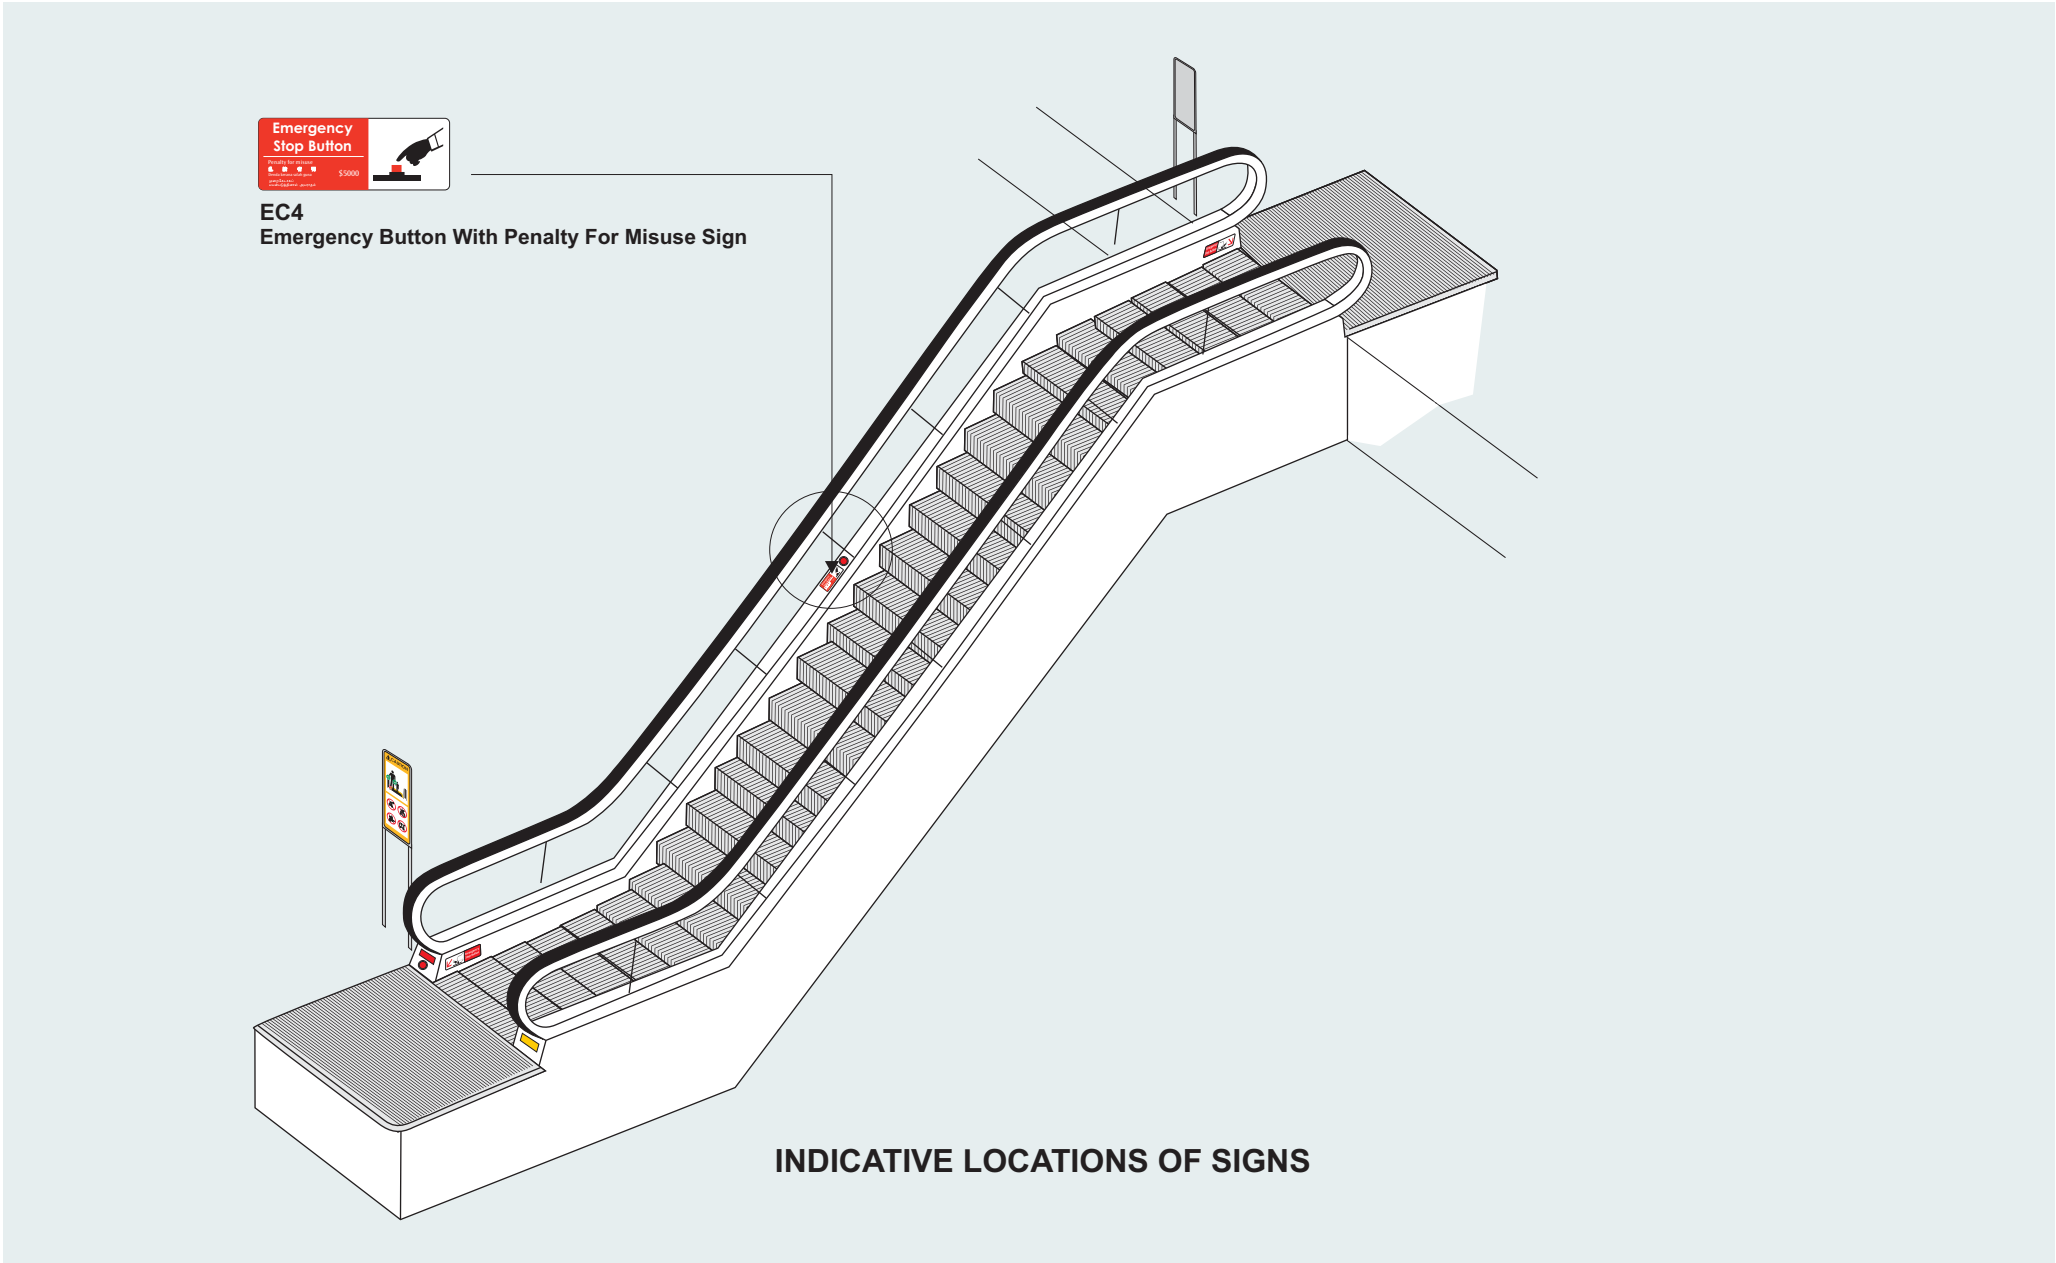 Emergency
Stop Button
Penalty for misuse
$5000
EC4
Emergency Button With Penalty For Misuse Sign
INDICATIVE LOCATIONS OF SIGNS